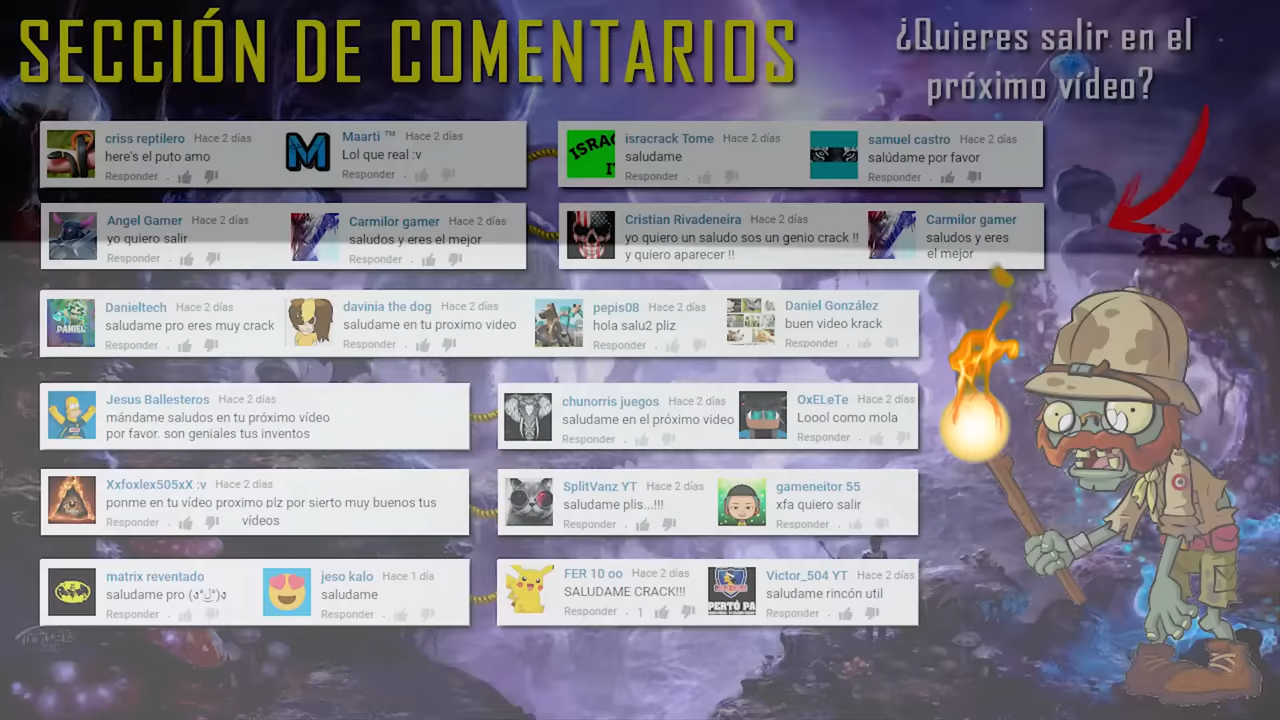 SECCIÓN DE COMENTARIOS
¿Quieres salir en el
próximo vídeo?
criss reptilero Hace 2 días
here's el puto amo
Responder
Maarti ™ Hace 2 días
Lol que real :v
Responder
ISRAC
isracrack Tome Hace 2 días
saludame
Responder
samuel castro Hace 2 días
salúdame por favor
Responder
Angel Gamer Hace 2 días
yo quiero salir
Responder
Carmilor gamer Hace 2 días
saludos y eres el mejor
Responder
Cristian Rivadeneira Hace 2 días
yo quiero un saludo sos un genio crack !!
y quiero aparecer !!
Carmilor gamer
saludos y eres
el mejor
DANIEL
Danieltech Hace 2 días
saludame pro eres muy crack
Responder
davinia the dog Hace 2 días
saludame en tu proximo video
Responder
pepis08 Hace 2 días
hola salu2 pliz
Responder
Daniel González
buen video krack
Responder
Jesus Ballesteros Hace 2 días
mándame saludos en tu próximo vídeo
por favor. son geniales tus inventos
chunorris juegos Hace 2 días
saludame en el próximo video
Responder
OxELeTe Hace 2 días
Loool como mola
Responder
Xxfoxlex505xX :v Hace 2 días
ponme en tu vídeo proximo plz por sierto muy buenos tus
vídeos
Responder
SplitVanz YT Hace 2 días
saludame plis...!!!
Responder
gameneitor 55
xfa quiero salir
Responder
matrix reventado
saludame pro (ง°͜ʖ°)ง
Responder
jeso kalo Hace 1 día
saludame
Responder
FER 10 oo Hace 2 días
SALUDAME CRACK!!!
Responder 1
PERTÓ PA
Victor_504 YT Hace 2 días
saludame rincón util
Responder